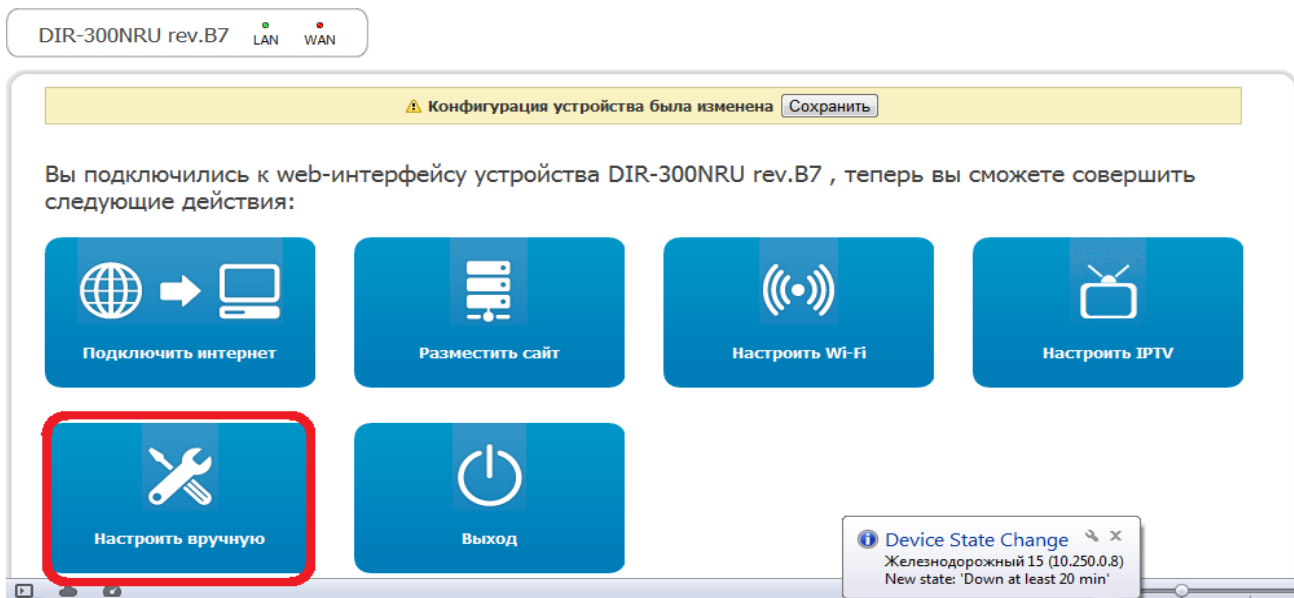 DIR-300NRU rev.B7 LAN WAN
Конфигурация устройства была изменена Сохранить
Вы подключились к web-интерфейсу устройства DIR-300NRU rev.B7 , теперь вы сможете совершить
следующие действия:
Подключить интернет
Разместить сайт
Настроить Wi-Fi
Настроить IPTV
Настроить вручную
Выход
Device State Change
Железнодорожный 15 (10.250.0.8)
New state: 'Down at least 20 min'